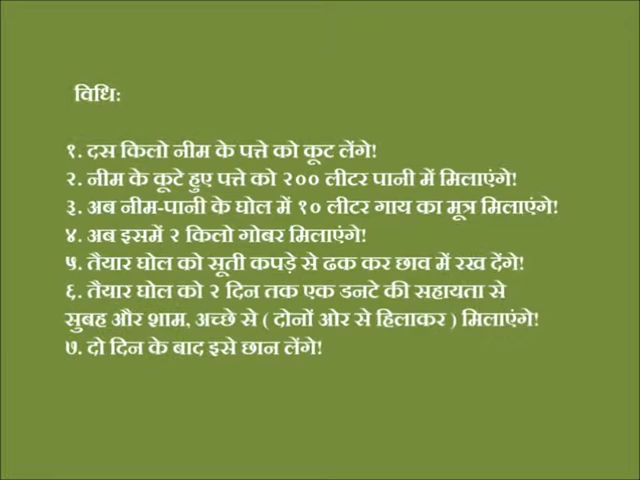 विधि:
१. दस किलो नीम के पत्ते को कूट लेंगे!
२. नीम के कूटे हुए पत्ते को २०० लीटर पानी में मिलाएंगे!
३. अब नीम-पानी के घोल में १० लीटर गाय का मूत्र मिलाएंगे!
४. अब इसमें २ किलो गोबर मिलाएंगे!
५. तैयार घोल को सूती कपड़े से ढक कर छाव में रख देंगे!
६. तैयार घोल को २ दिन तक एक डनटे की सहायता से
सुबह और शाम, अच्छे से ( दोनों ओर से हिलाकर ) मिलाएंगे!
७. दो दिन के बाद इसे छान लेंगे!